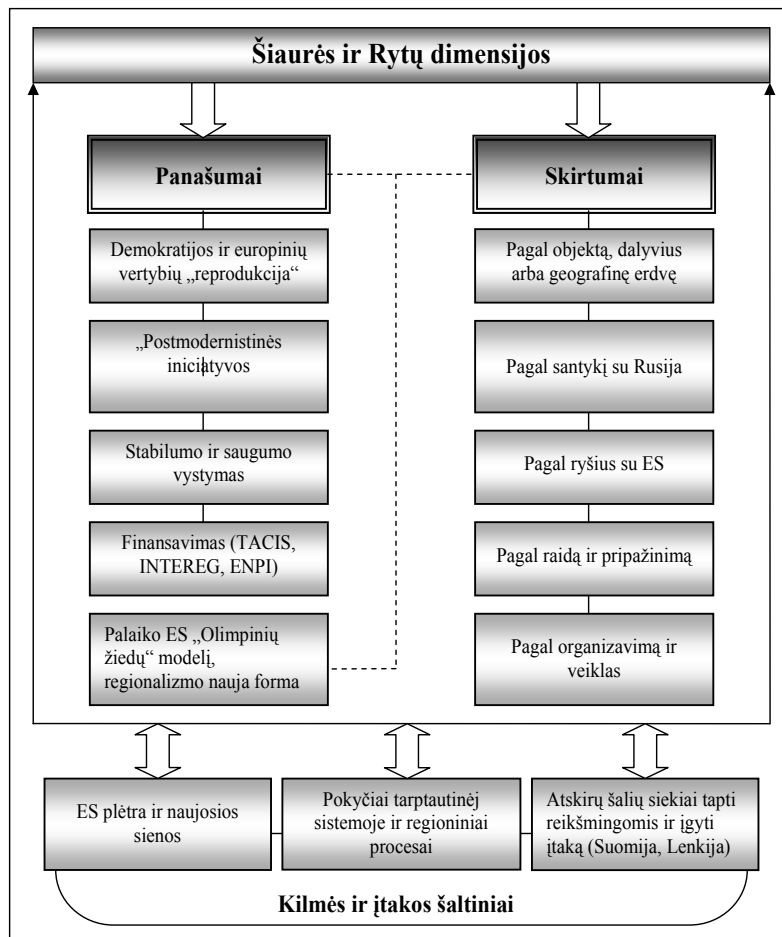 Šiaurės ir Rytų dimensijos
Panašumai
Demokratijos ir europinių
vertybių „reprodukcija“
„Postmodernistinės
iniciatyvos
Stabilumo ir saugumo
vystymas
Finansavimas (TACIS,
INTEREG, ENPI)
Palaiko ES „Olimpinių
žiedų“ modelį,
regionalizmo nauja forma
Skirtumai
Pagal objektą, dalyvius
arba geografinę erdvę
Pagal santykį su Rusija
Pagal ryšius su ES
Pagal raidą ir pripažinimą
Pagal organizavimą ir
veiklas
ES plėtra ir naujosios
sienos
Pokyčiai tarptautinėj
sistemoje ir regioniniai
procesai
Atskirų šalių siekiai tapti
reikšmingomis ir įgyti
įtaką (Suomija, Lenkija)
Kilmės ir įtakos šaltiniai